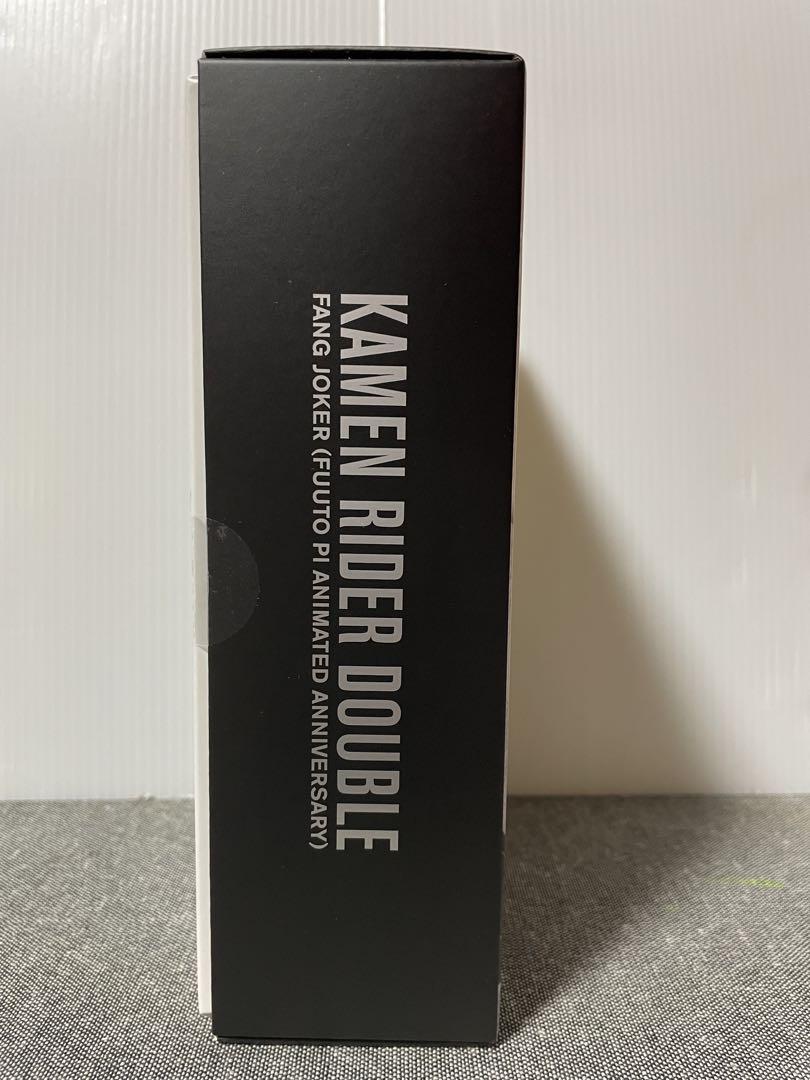 KAMEN RIDER DOUBLE
FANG JOKER (FUUTO PI ANIMATED ANNIVERSARY)